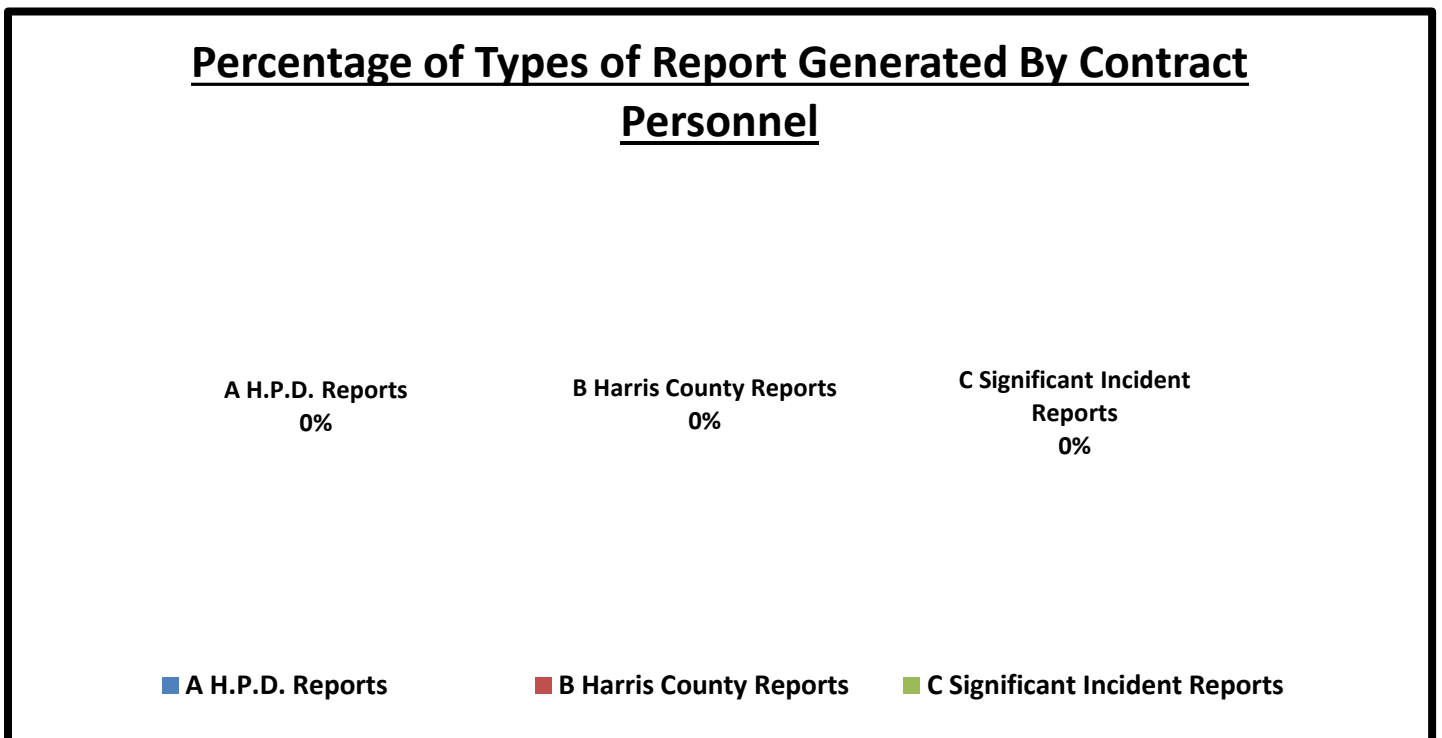 Percentage of Types of Report Generated By Contract
Personnel
A H.P.D. Reports
0%
B Harris County Reports
0%
C Significant Incident
Reports
0%
A H.P.D. Reports
B Harris County Reports
C Significant Incident Reports